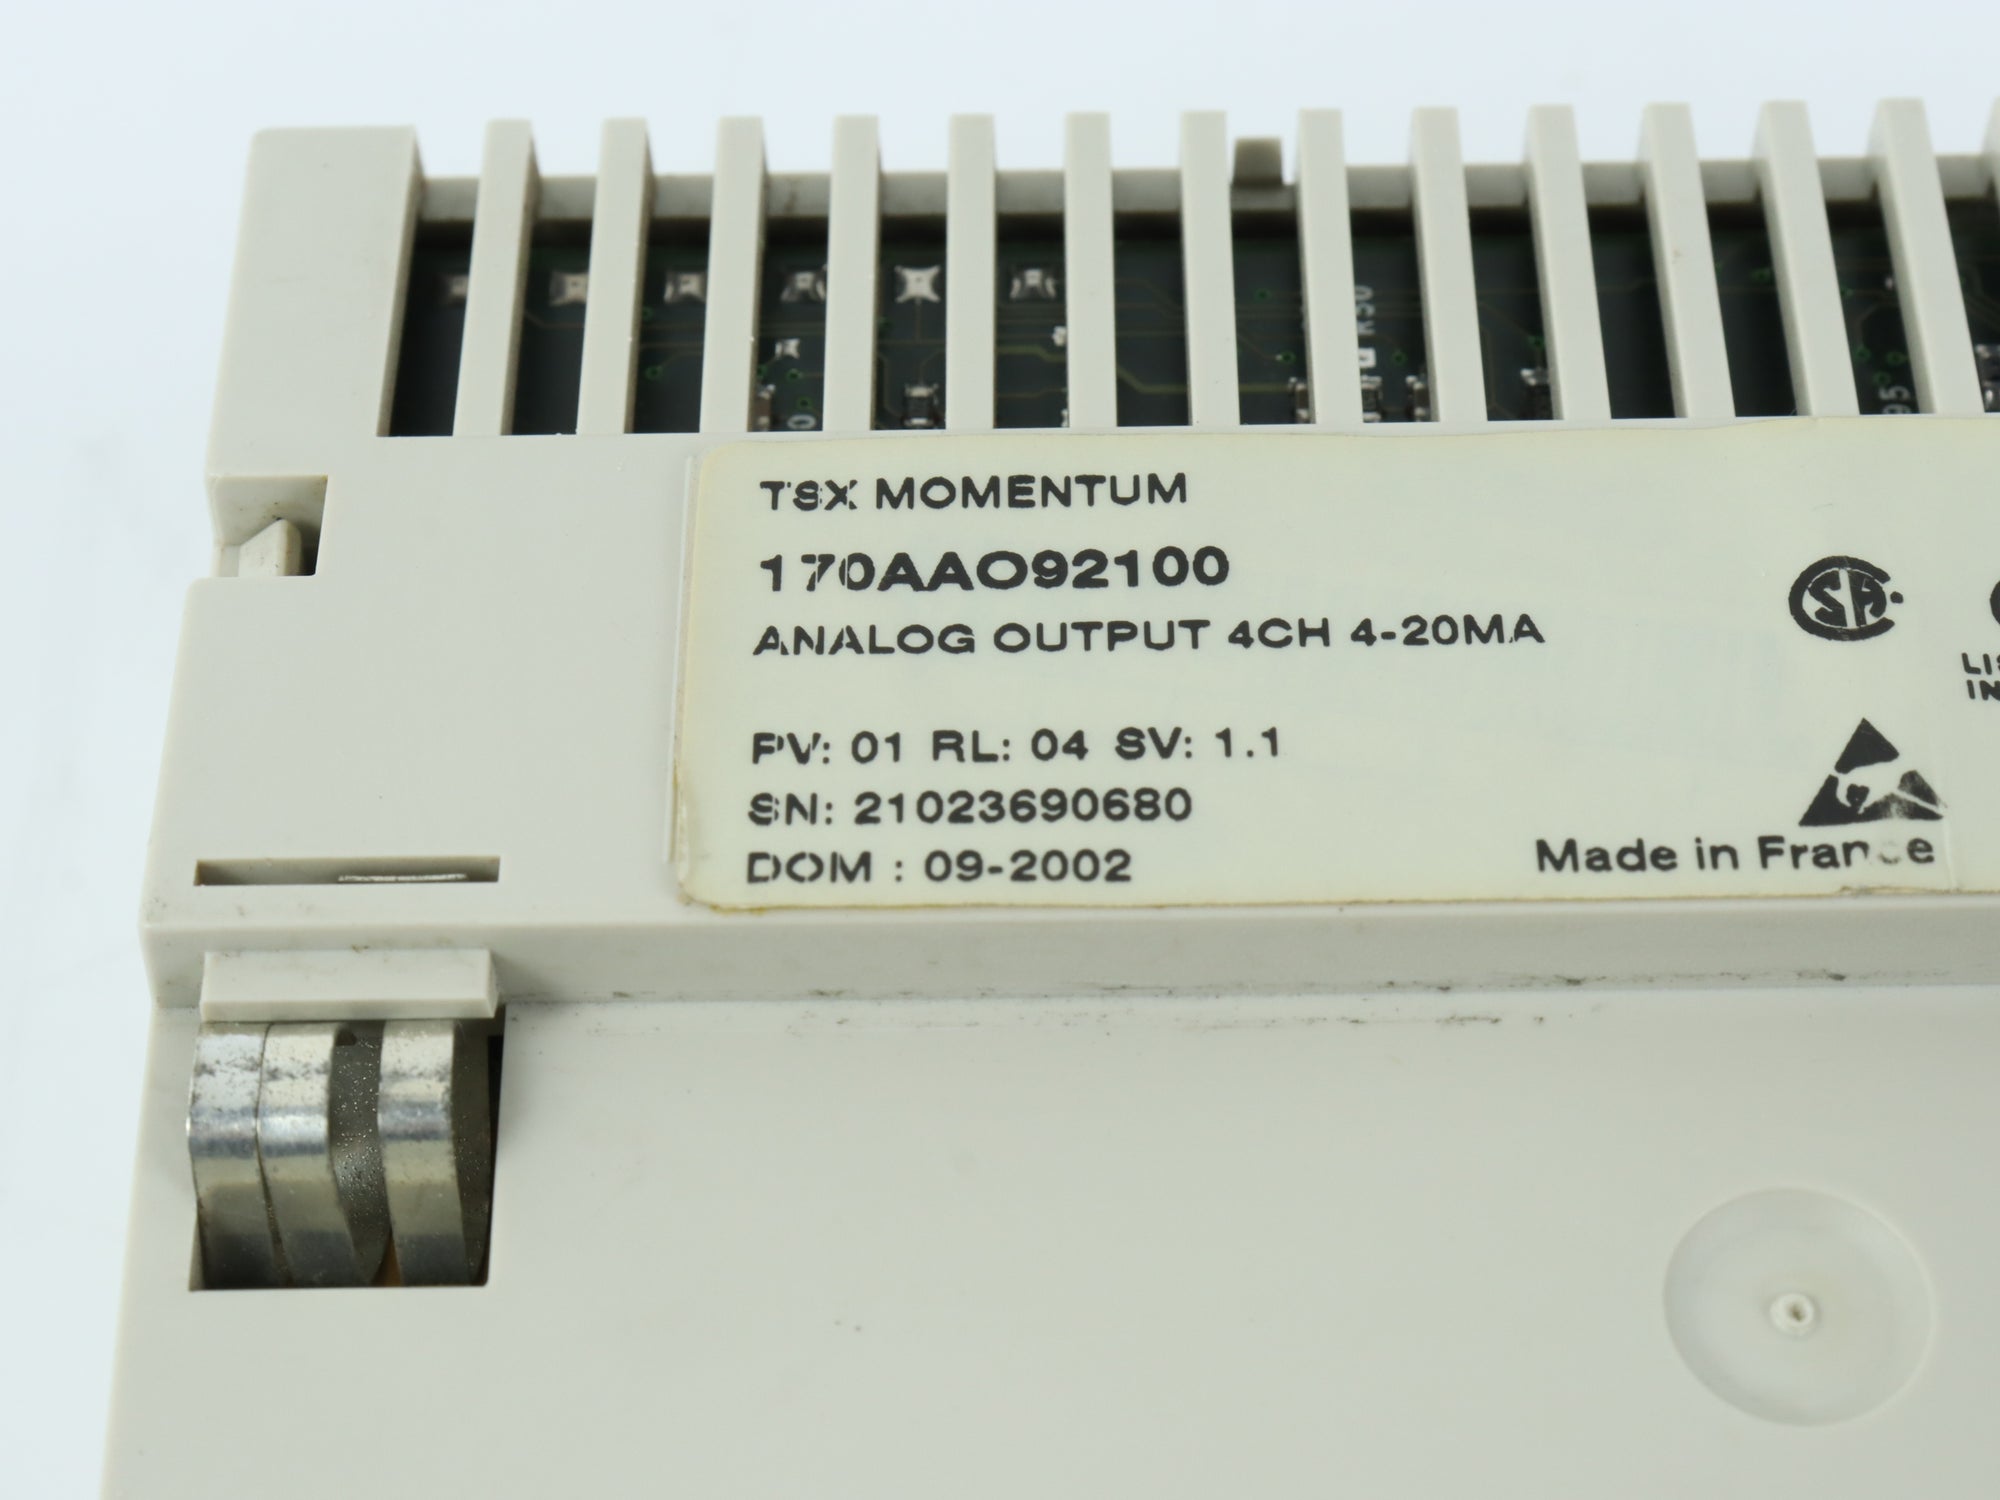 TSX MOMENTUM
170AAO92100
ANALOG OUTPUT 4CH 4-20MA
PV: 01 RL: 04 SV: 1.1
SN: 21023690680
DOM : 09-2002
Made in France